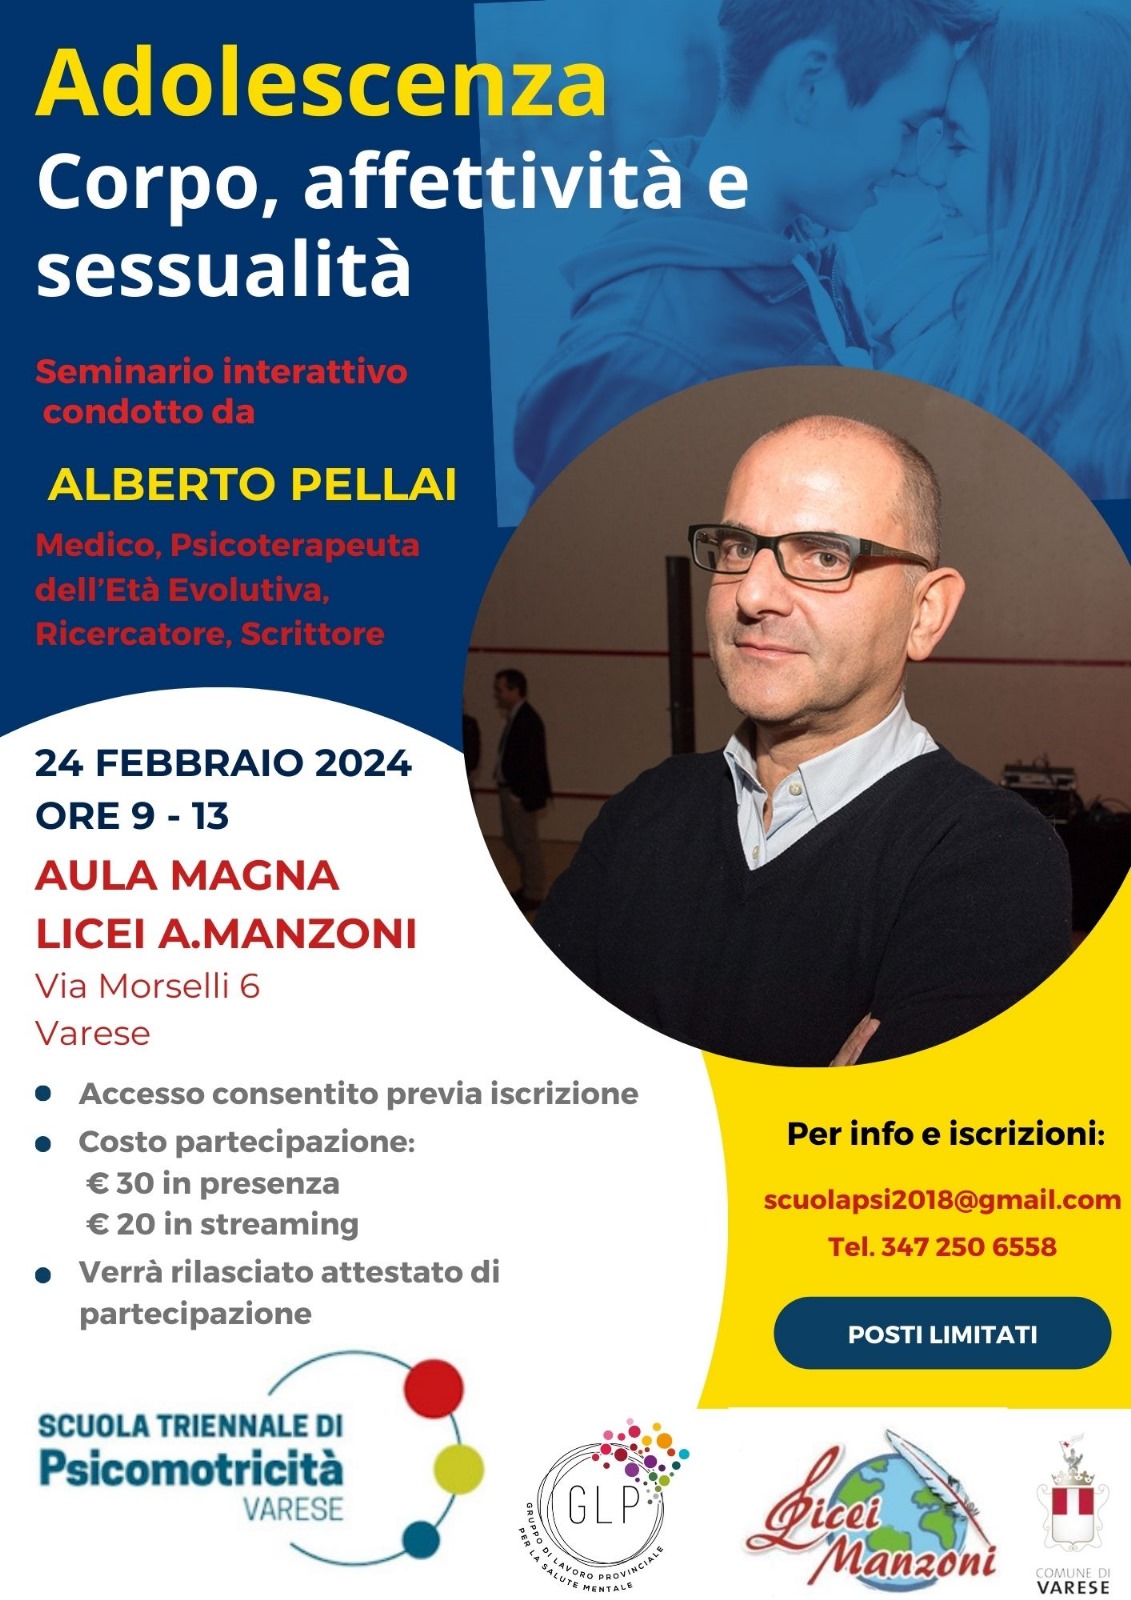 Adolescenza
Corpo, affettività e
sessualità
Seminario interattivo
condotto da
ALBERTO PELLAI
Medico, Psicoterapeuta
dell'Età Evolutiva,
Ricercatore, Scrittore
24 FEBBRAIO 2024
ORE 9 - 13
AULA MAGNA
LICEI A.MANZONI
Via Morselli 6
Varese
• Accesso consentito previa iscrizione
• Costo partecipazione:
€ 30 in presenza
€ 20 in streaming
• Verrà rilasciato attestato di
partecipazione
Per info e iscrizioni:
scuolapsi2018@gmail.com
Tel. 347 250 6558
POSTI LIMITATI
SCUOLA TRIENNALE DI
Psicomotricità
VARESE
GLP
GRUPPO DI LAVORO PROVINCIALE
PER LA SALUTE MENTALE
Licei
Manzoni
COMUNE DI
VARESE